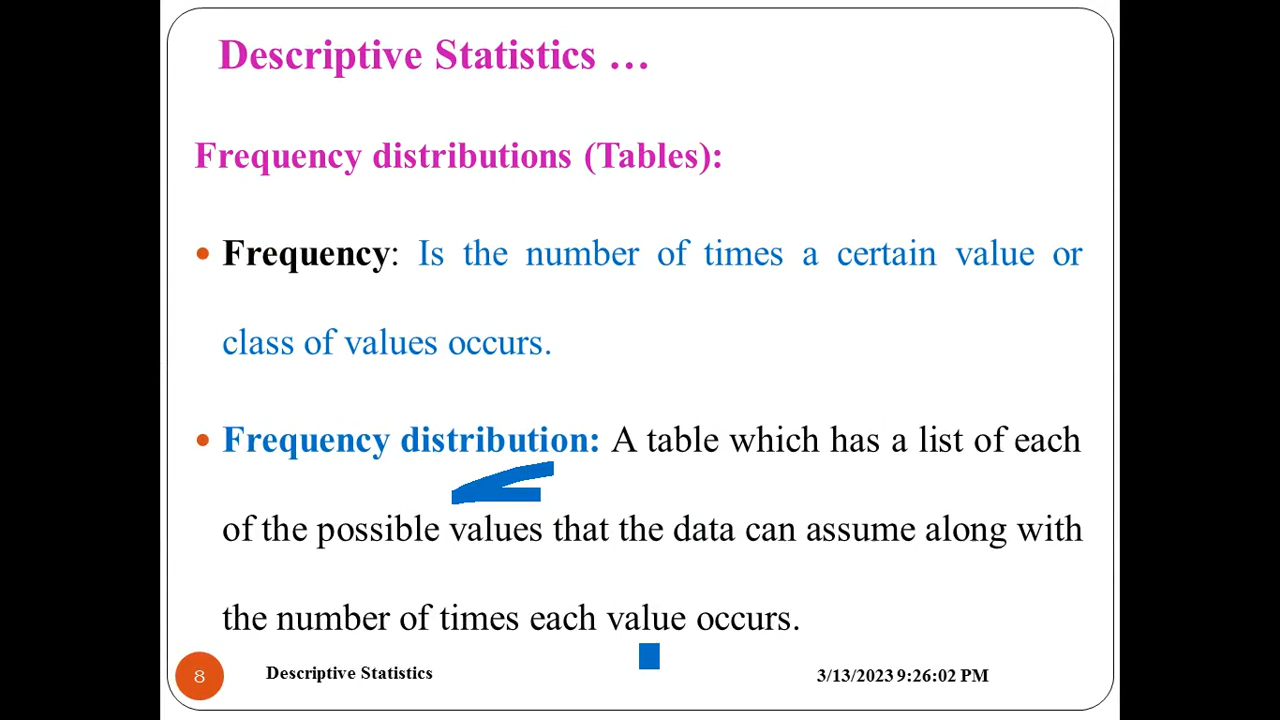 Descriptive Statistics …
Frequency distributions (Tables):
• Frequency: Is the number of times a certain value or
class of values occurs.
• Frequency distribution: A table which has a list of each
of the possible values that the data can assume along with
the number of times each value occurs.
8 Descriptive Statistics 3/13/2023 9:26:02 PM